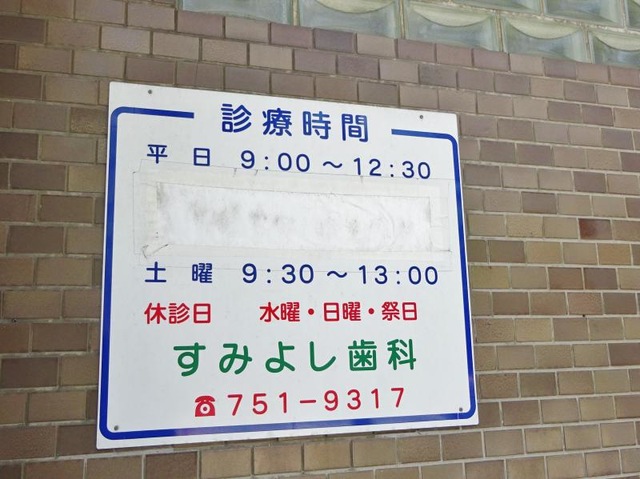 診療時間
平日 9:00～12:30
土曜 9:30～13:00
休診日 水曜・日曜・祭日
すみよし歯科
☎751-9317